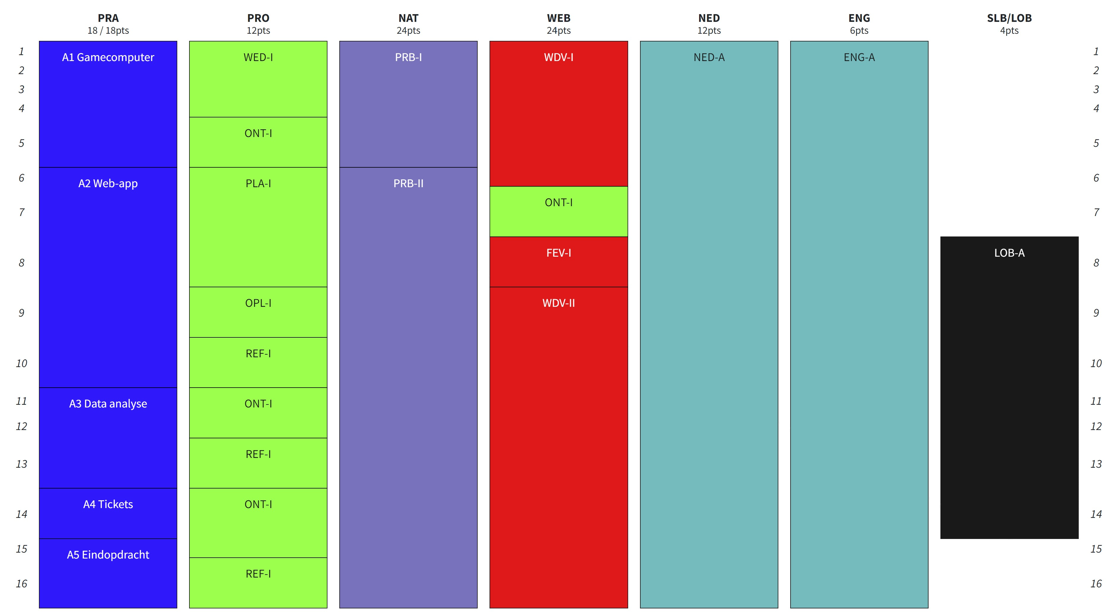 PRA
18 / 18pts
PRO
12pts
NAT
24pts
WEB
24pts
NED
12pts
ENG
6pts
SLB/LOB
4pts
1
2
3
4
5
6
7
8
9
10
11
12
13
14
15
16
A1 Gamecomputer
A2 Web-app
A3 Data analyse
A4 Tickets
A5 Eindopdracht
WED-I
ONT-I
PLA-I
OPL-I
REF-I
ONT-I
REF-I
ONT-I
REF-I
PRB-I
PRB-II
WDV-I
ONT-I
FEV-I
WDV-II
NED-A
ENG-A
LOB-A
1
2
3
4
5
6
7
8
9
10
11
12
13
14
15
16